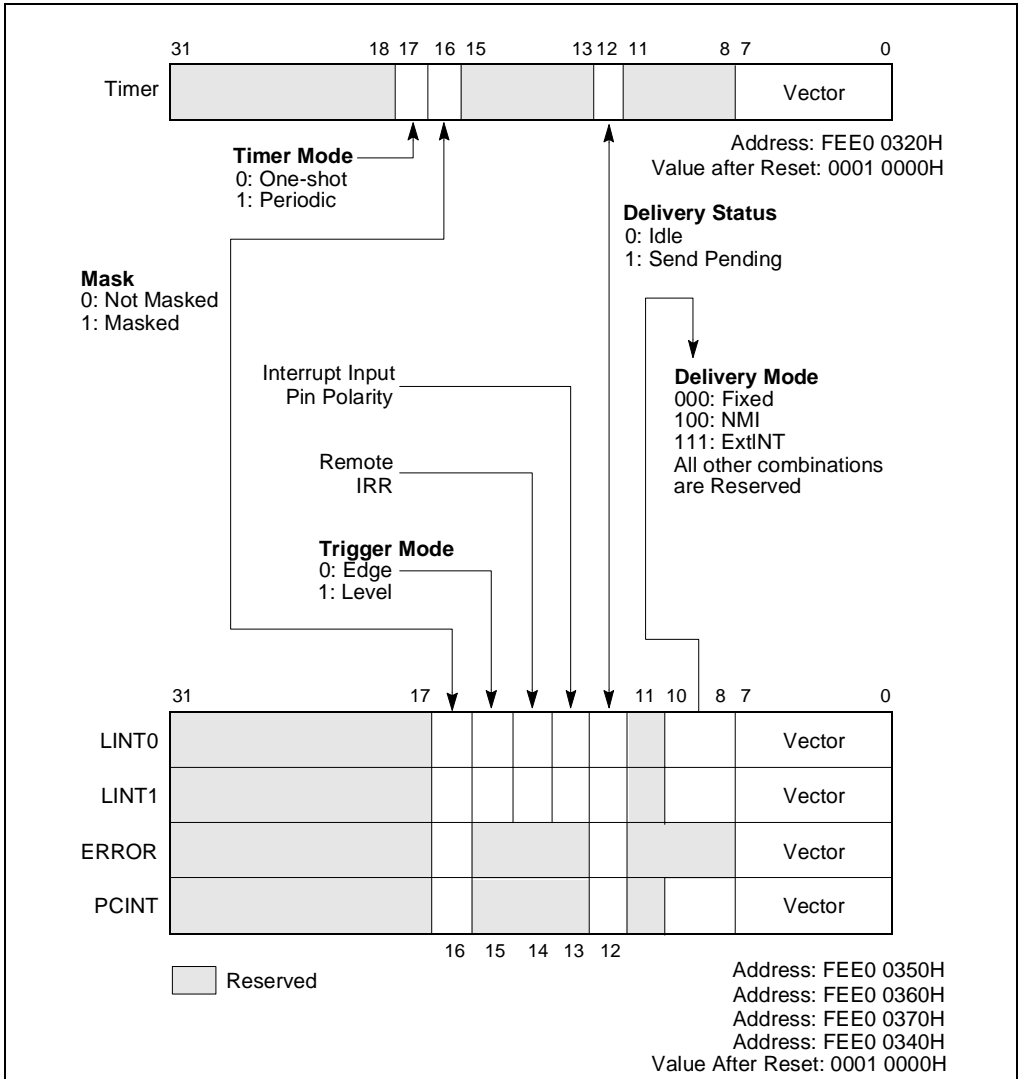 31 18 17 16 15 13 12 11 8 7 0
Timer Vector
Address: FEE0 0320H
Value after Reset: 0001 0000H
Timer Mode
0: One-shot
1: Periodic
Delivery Status
0: Idle
1: Send Pending
Mask
0: Not Masked
1: Masked
Interrupt Input
Pin Polarity
Delivery Mode
000: Fixed
100: NMI
111: ExtINT
All other combinations
are Reserved
Remote
IRR
Trigger Mode
0: Edge
1: Level
31 17 11 10 8 7 0
LINT0 Vector
LINT1 Vector
ERROR Vector
PCINT Vector
16 15 14 13 12
Reserved
Address: FEE0 0350H
Address: FEE0 0360H
Address: FEE0 0370H
Address: FEE0 0340H
Value After Reset: 0001 0000H